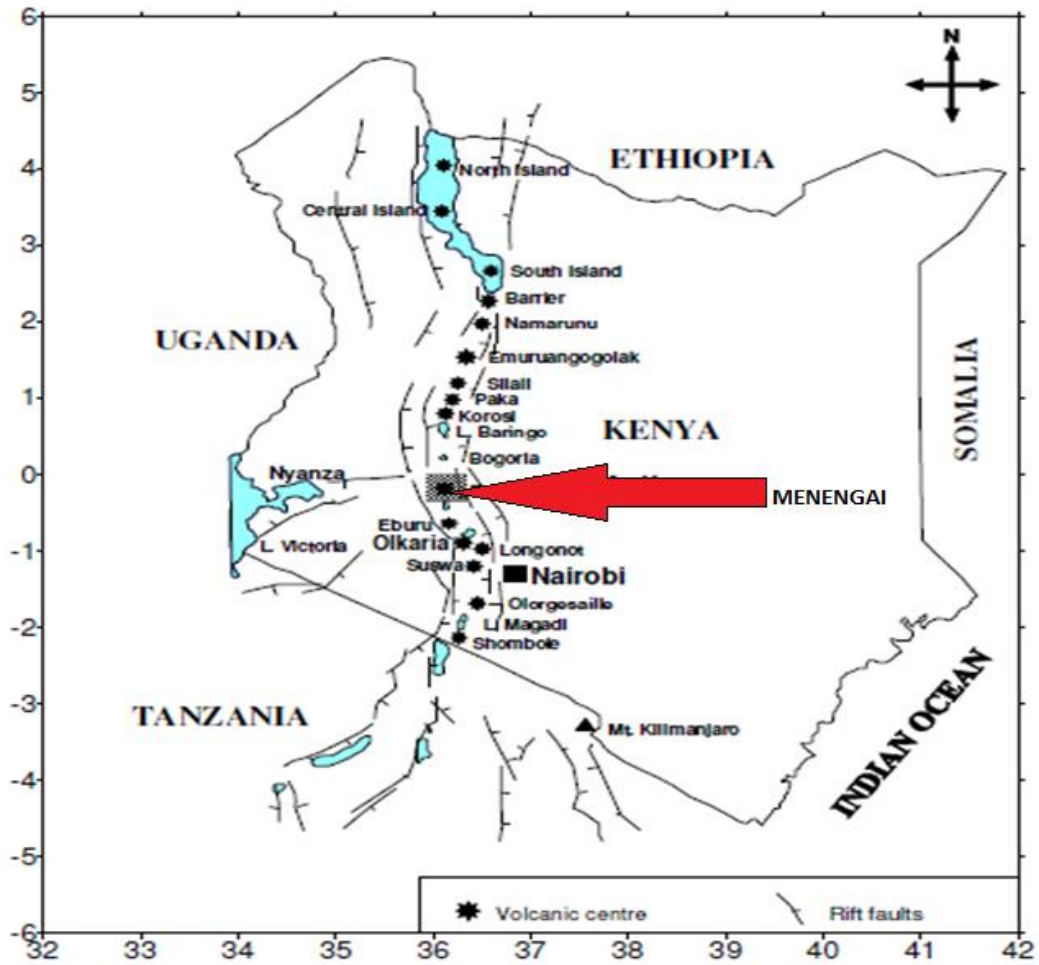 6
5
4
3
2
1
0
-1
-2
-3
-4
-5
-6
32
33
34
35
36
37
38
39
40
41
42
N
ETHIOPIA
North Island
Central Island
South Island
Barrier
Namarunu
UGANDA
Emuruangogolak
Silali
Paka
Korosi
L. Baringo
KENYA
SOMALIA
Bogoria
Nyanza
MENENGAI
Eburu
Olkaria
L. Victoria
Longonot
Suswa
Nairobi
Olorgesailie
L. Magadi
Shombole
TANZANIA
Mt. Kilimanjaro
INDIAN OCEAN
Volcanic centre
Rift faults